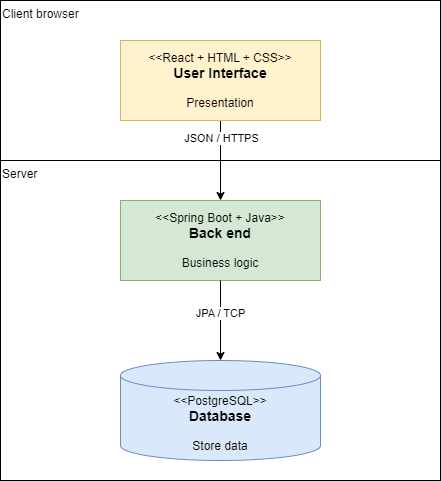 Client browser
<<React + HTML + CSS>>
User Interface
Presentation
JSON / HTTPS
Server
<<Spring Boot + Java>>
Back end
Business logic
JPA / TCP
<<PostgreSQL>>
Database
Store data